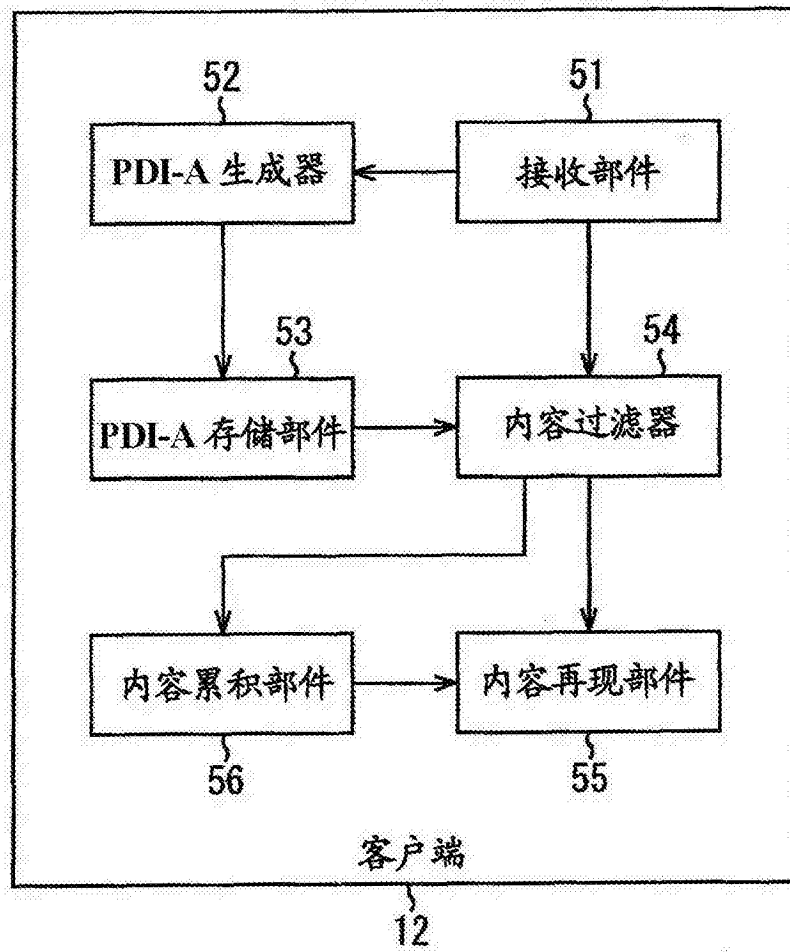 52
51
PDI-A 生成器
接收部件
53
54
PDI-A 存储部件
内容过滤器
内容累积部件
内容再现部件
56
55
客户端
12